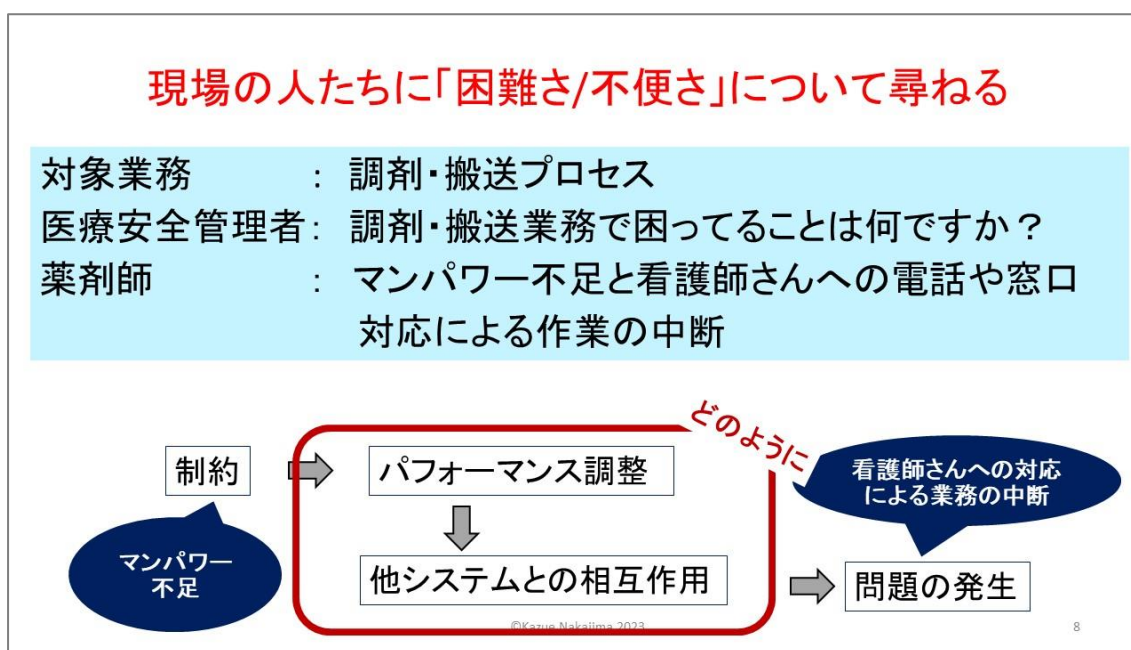 現場の人たちに「困難さ/不便さ」について尋ねる
対象業務 : 調剤・搬送プロセス
医療安全管理者: 調剤・搬送業務で困ってることは何ですか？
薬剤師 : マンパワー不足と看護師さんへの電話や窓口
対応による作業の中断
どのように
制約
パフォーマンス調整
看護師さんへの対応
による業務の中断
マンパワー
不足
他システムとの相互作用
問題の発生
©Kazue Nakajima 2023
8